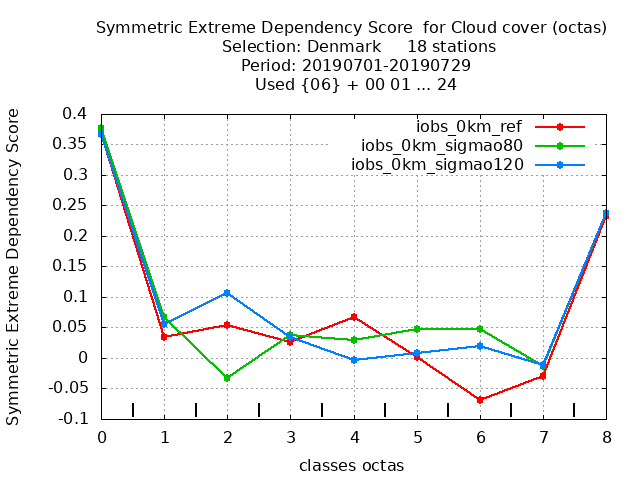 Symmetric Extreme Dependency Score  for Cloud cover (octas)
Selection: Denmark     18 stations
Period: 20190701-20190729
Used {06} + 00 01 ... 24
Symmetric Extreme Dependency Score
0.4
0.35
0.3
0.25
0.2
0.15
0.1
0.05
0
-0.05
-0.1
iobs_0km_ref
iobs_0km_sigmao80
iobs_0km_sigmao120
0 1 2 3 4 5 6 7 8
classes octas